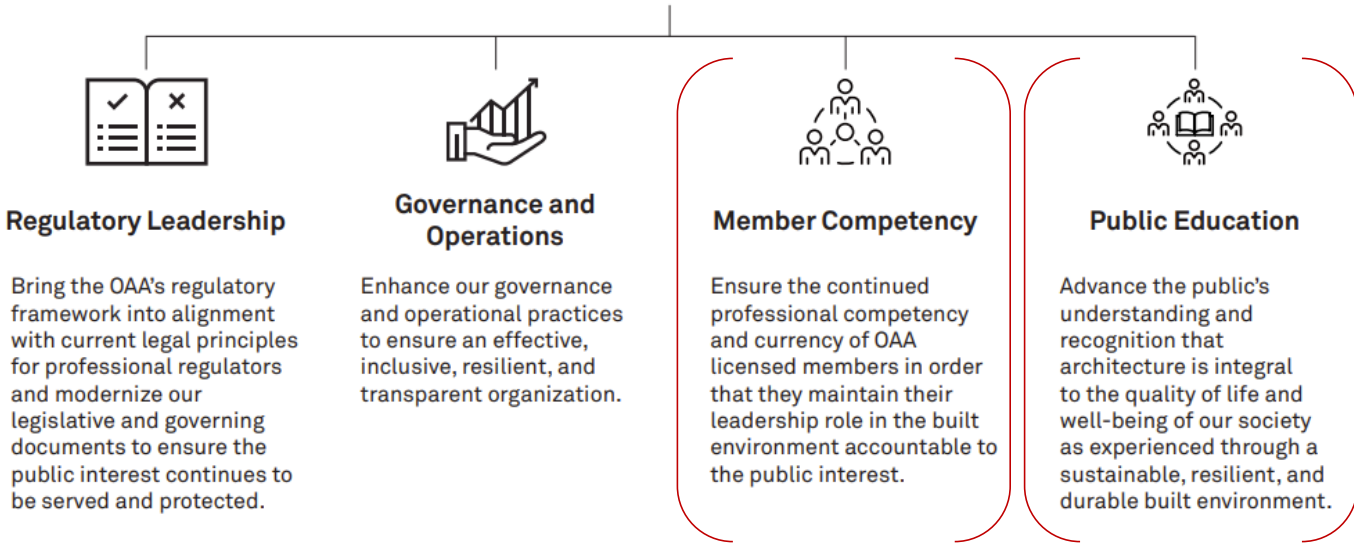 Regulatory Leadership
Bring the OAA's regulatory
framework into alignment
with current legal principles
for professional regulators
and modernize our
legislative and governing
documents to ensure the
public interest continues to
be served and protected.
Governance and
Operations
Enhance our governance
and operational practices
to ensure an effective,
inclusive, resilient, and
transparent organization.
Member Competency
Ensure the continued
professional competency
and currency of OAA
licensed members in order
that they maintain their
leadership role in the built
environment accountable to
the public interest.
Public Education
Advance the public's
understanding and
recognition that
architecture is integral
to the quality of life and
well-being of our society
as experienced through a
sustainable, resilient, and
durable built environment.